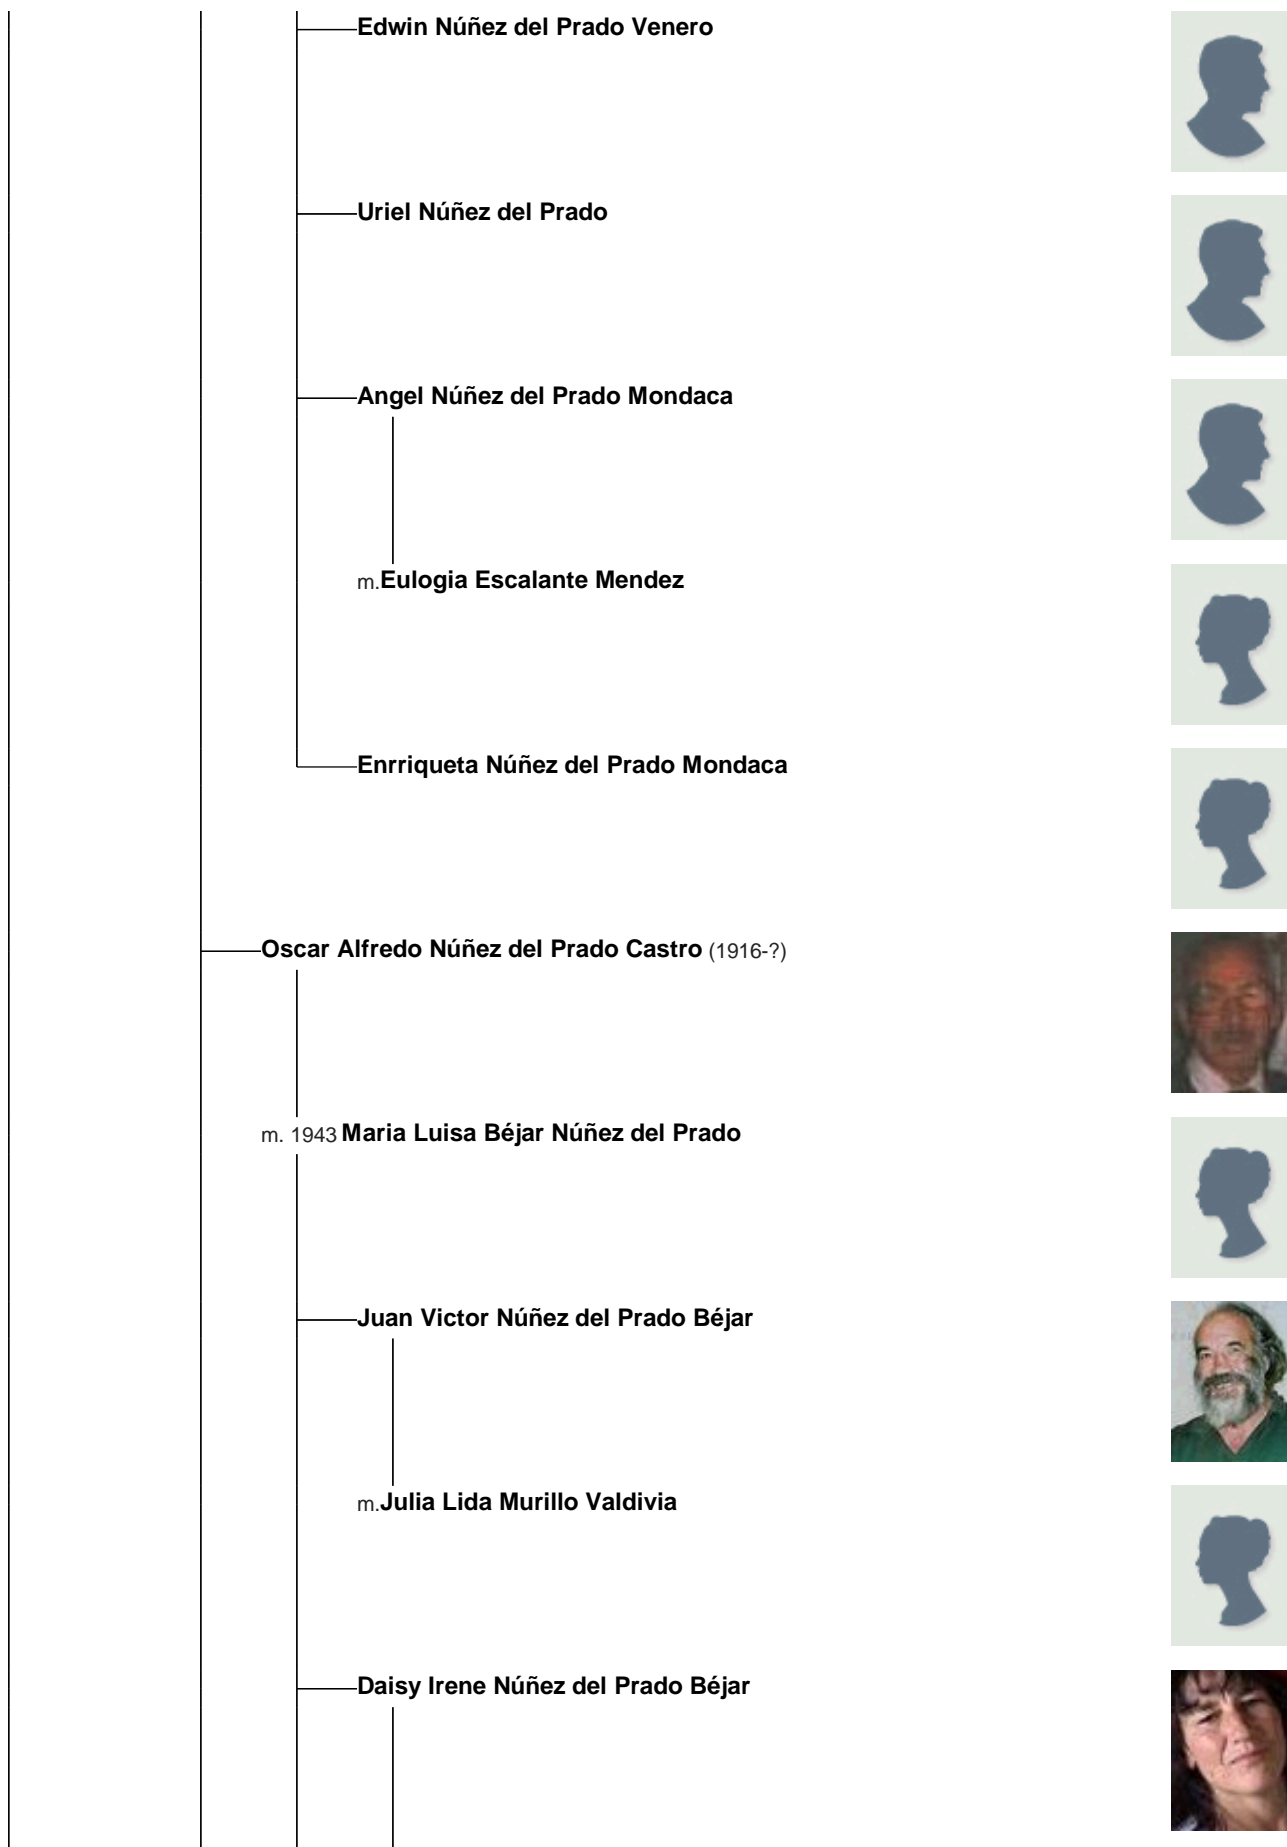 Edwin Núñez del Prado Venero
Uriel Núñez del Prado
Angel Núñez del Prado Mondaca
m.Eulogia Escalante Mendez
Enrriqueta Núñez del Prado Mondaca
Oscar Alfredo Núñez del Prado Castro (1916-?)
m. 1943 Maria Luisa Béjar Núñez del Prado
Juan Victor Núñez del Prado Béjar
m.Julia Lida Murillo Valdivia
Daisy Irene Núñez del Prado Béjar